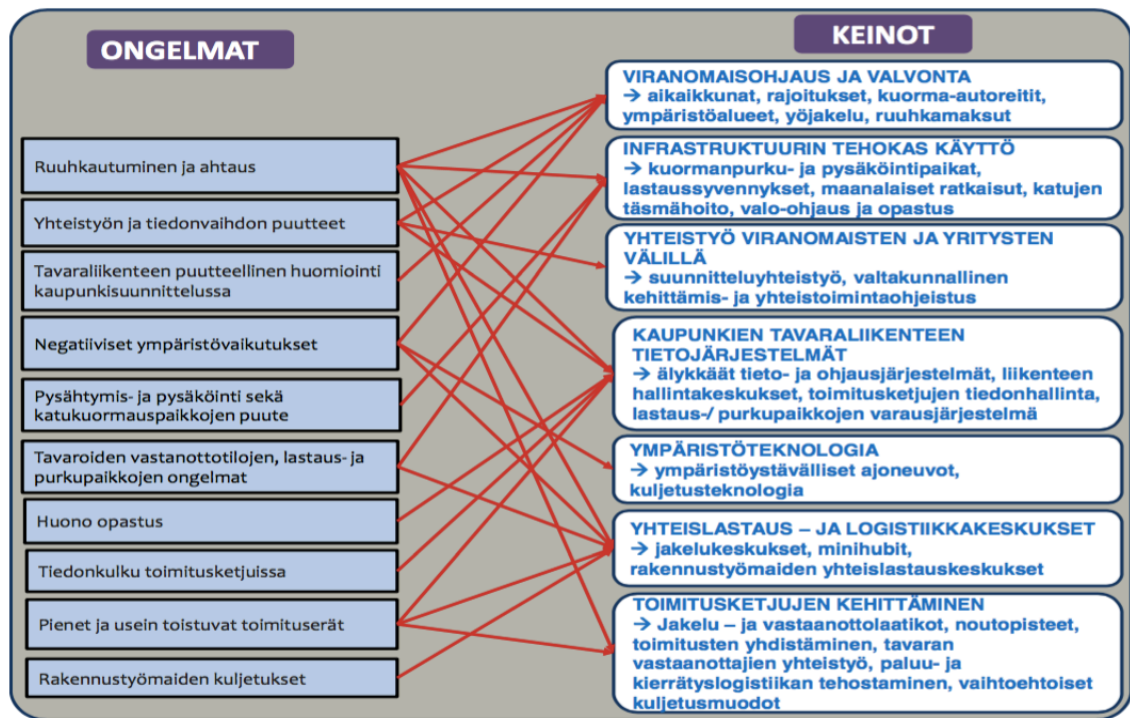 ONGELMAT
Ruuhkautuminen ja ahtaus
Yhteistyön ja tiedonvaihdon puutteet
Tavaraliikenteen puutteellinen huomiointi
kaupunkisuunnittelussa
Negatiiviset ympäristövaikutukset
Pysähtymis- ja pysäköinti sekä
katukuormauspaikkojen puute
Tavaroiden vastanottotilojen, lastaus- ja
purkupaikkojen ongelmat
Huono opastus
Tiedonkulku toimitusketjuissa
Pienet ja usein toistuvat toimituserät
Rakennustyömaiden kuljetukset
KEINOT
VIRANOMAISOHJAUS JA VALVONTA
→ aikaikkunat, rajoitukset, kuorma-autoreitit,
ympäristöalueet, yöjakelu, ruuhkamaksut
INFRASTRUKTUURIN TEHOKAS KÄYTTÖ
→ kuormanpurku- ja pysäköintipaikat,
lastaussyvennykset, maanalaiset ratkaisut, katujen
täsmähoito, valo-ohjaus ja opastus
YHTEISTYÖ VIRANOMAISTEN JA YRITYSTEN
VÄLILLÄ
→ suunnitteluyhteistyö, valtakunnallinen
kehittämis- ja yhteistoimintaohjeistus
KAUPUNKIEN TAVARALIIKENTEEN
TIETOJÄRJESTELMÄT
→ älykkäät tieto- ja ohjausjärjestelmät, liikenteen
hallintakeskukset, toimitusketjujen tiedonhallinta,
lastaus-/ purkupaikkojen varausjärjestelmä
YMPÄRISTÖTEKNOLOGIA
→ ympäristöystävälliset ajoneuvot,
kuljetusteknologia
YHTEISLASTAUS – JA LOGISTIIKKAKESKUKSET
→ jakelukeskukset, minihubit,
rakennustyömaiden yhteislastauskeskukset
TOIMITUSKETJUJEN KEHITTÄMINEN
→ Jakelu – ja vastaanottolaatikot, noutopisteet,
toimitusten yhdistäminen, tavaran
vastaanottajien yhteistyö, paluu- ja
kierrätyslogistiikan tehostaminen, vaihtoehtoiset
kuljetusmuodot